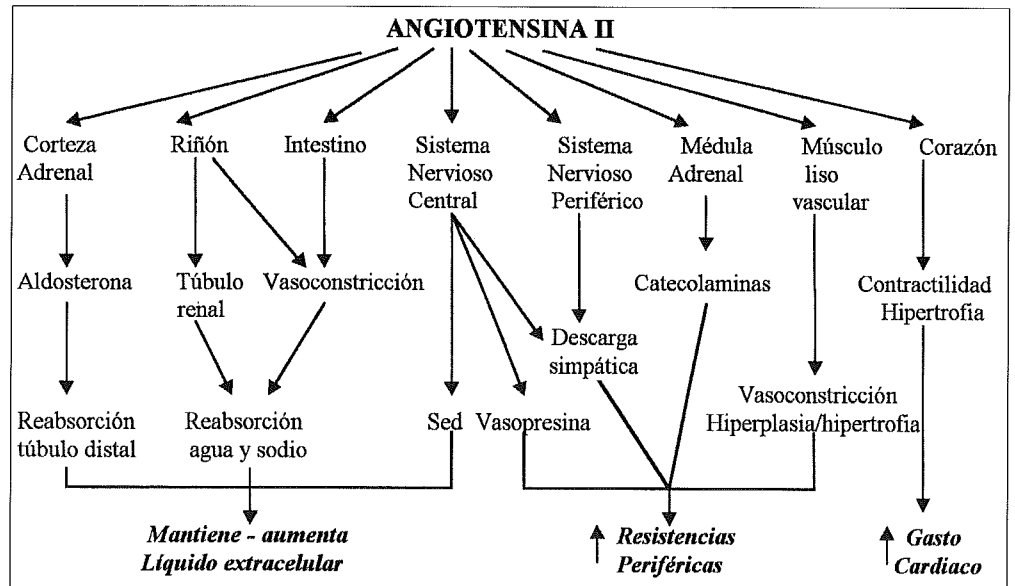 ANGIOTENSINA II
Corteza
Adrenal
Riñón
Intestino
Sistema
Nervioso
Central
Sistema
Nervioso
Periférico
Médula
Adrenal
Músculo
liso
vascular
Corazón
Aldosterona
Túbulo
renal
Vasoconstricción
Catecolaminas
Contractilidad
Hipertrofia
Descarga
simpática
Reabsorción
túbulo distal
Reabsorción
agua y sodio
Sed
Vasopresina
Vasoconstricción
Hiperplasia/hipertrofia
Mantiene - aumenta
Líquido extracelular
Resistencias
Periféricas
Gasto
Cardiaco